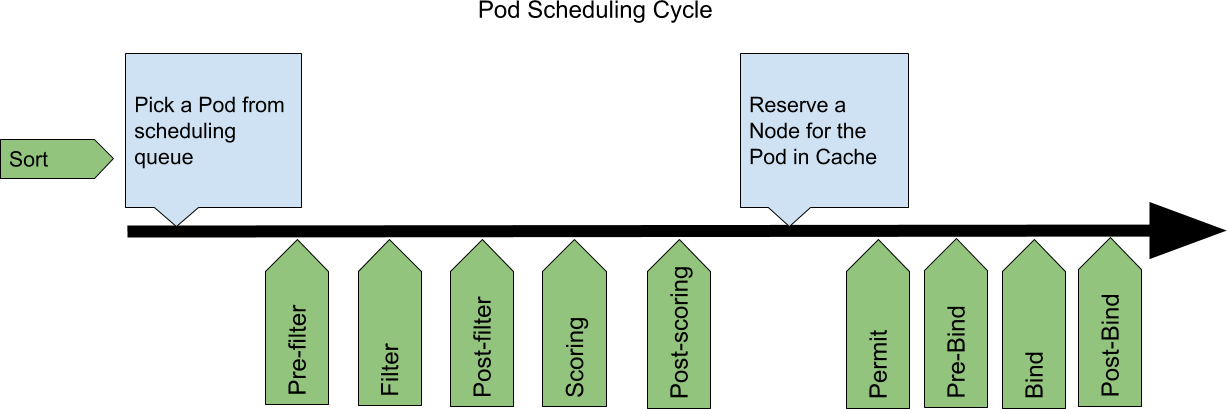 Pod Scheduling Cycle
Pick a Pod from
scheduling
queue
Reserve a
Node for the
Pod in Cache
Sort
Pre-filter
Filter
Post-filter
Scoring
Post-scoring
Permit
Pre-Bind
Bind
Post-Bind